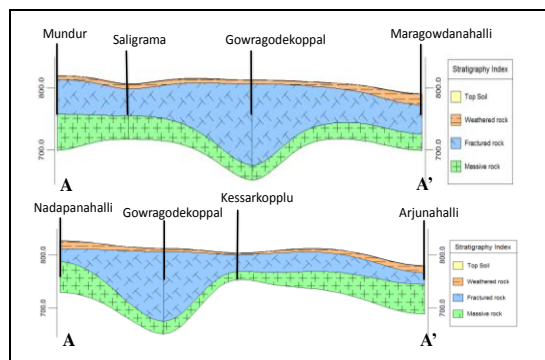 Mundur Saligrama Gowragodekoppal Maragowdanahalli
800.0 800.0
700.0 700.0
Stratigraphy Index
Top Soil
Weathered rock
Fractured rock
Massive rock
A A’
Nadapanahalli Gowragodekoppal Kessarkopplu Arjunahalli
800.0 800.0
700.0 700.0
Stratigraphy Index
Top Soil
Weathered rock
Fractured rock
Massive rock
A A’